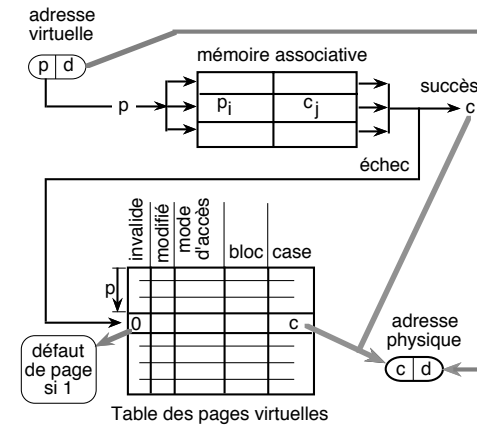 adresse
virtuelle
p d
mémoire associative
p
pi cj
succès
c
échec
invalide
modifié
mode
d'accès
bloc
case
p
0
c
défaut
de page
si 1
adresse
physique
c d
Table des pages virtuelles